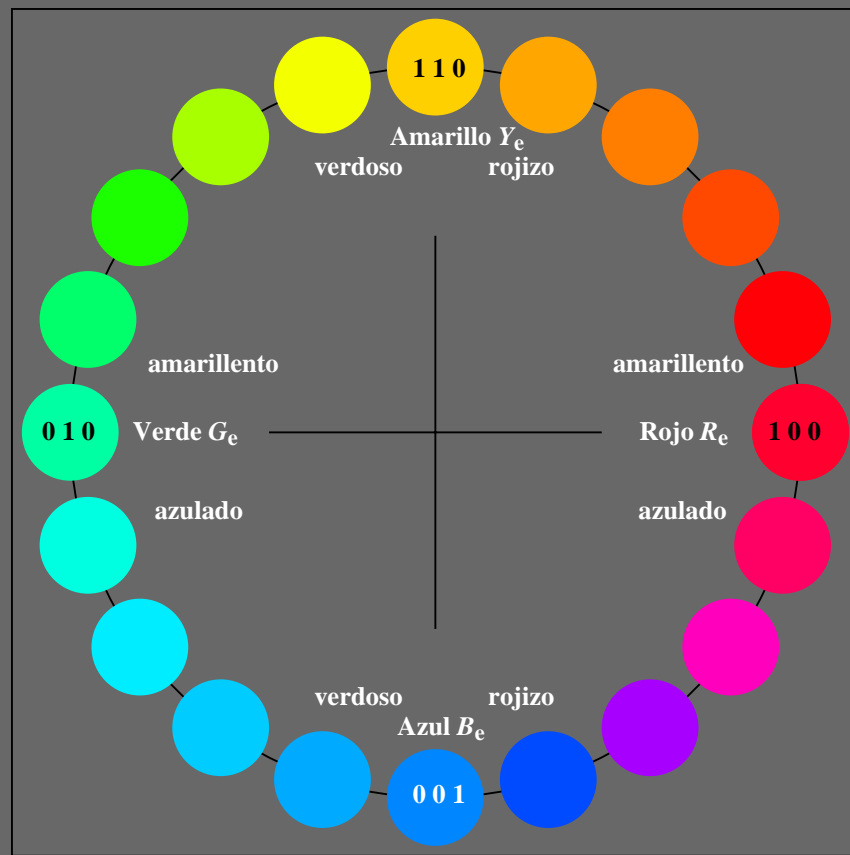 1 1 0
Amarillo Yₑ
verdoso rojizo
amarillento amarillento
0 1 0 Verde Gₑ Rojo Rₑ 1 0 0
azulado azulado
verdoso rojizo
Azul Bₑ
0 0 1